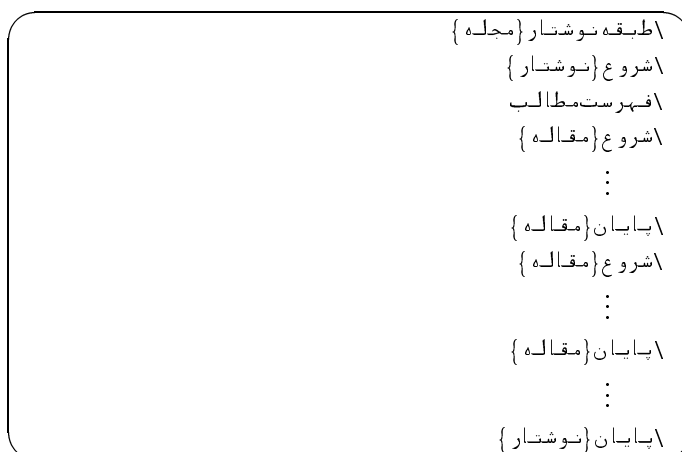 \طبقه‌نوشتار{مجله}
\شروع{نوشتار}
\فهرست‌مطالب
\شروع{مقاله}
⋮
\پایان{مقاله}
\شروع{مقاله}
⋮
\پایان{مقاله}
⋮
\پایان{نوشتار}